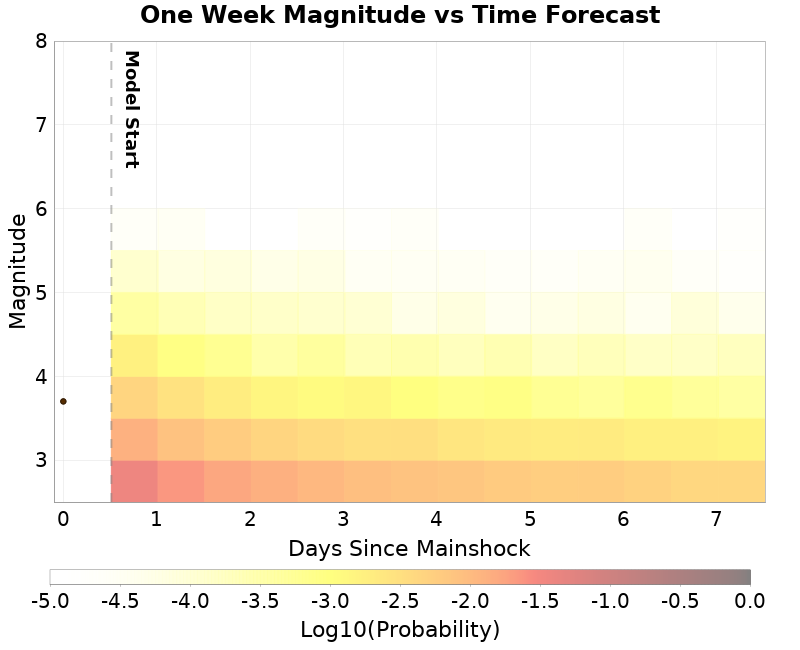 One Week Magnitude vs Time Forecast
8
7
6
5
4
3
Magnitude
Model Start
0 1 2 3 4 5 6 7
Days Since Mainshock
-5.0 -4.5 -4.0 -3.5 -3.0 -2.5 -2.0 -1.5 -1.0 -0.5 0.0
Log10(Probability)